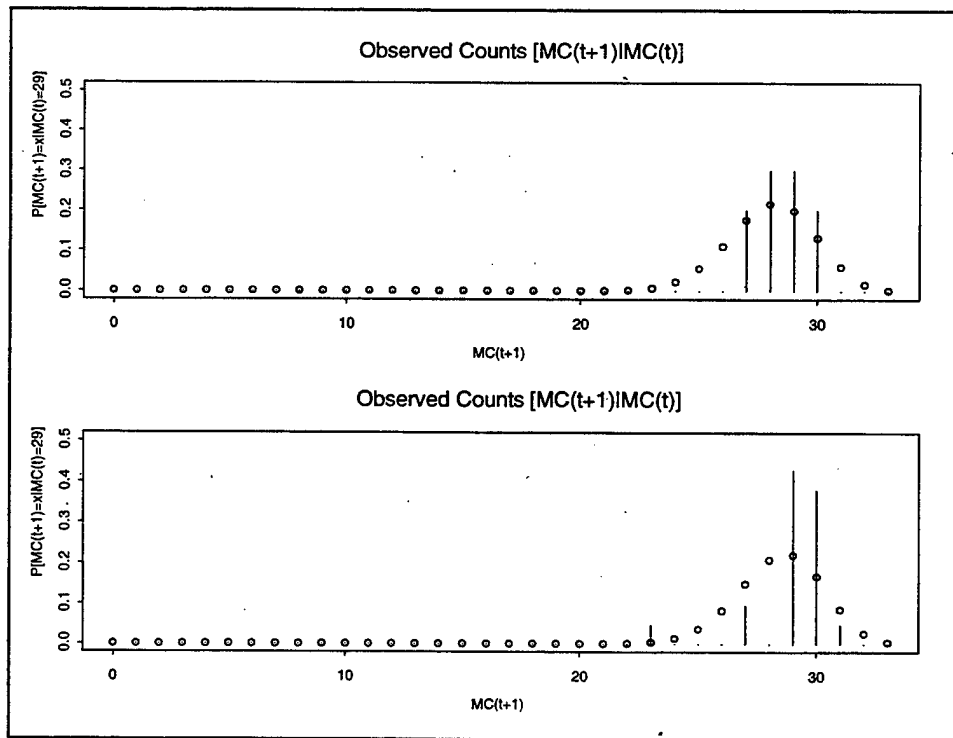 Observed Counts [MC(t+1)|MC(t)]
P[MC(t+1)=x|MC(t)=29]
0.5
0.4
0.3
0.2
0.1
0.0
0 10 20 30
MC(t+1)
Observed Counts [MC(t+1)|MC(t)]
P[MC(t+1)=x|MC(t)=29]
0.5
0.4
0.3
0.2
0.1
0.0
0 10 20 30
MC(t+1)